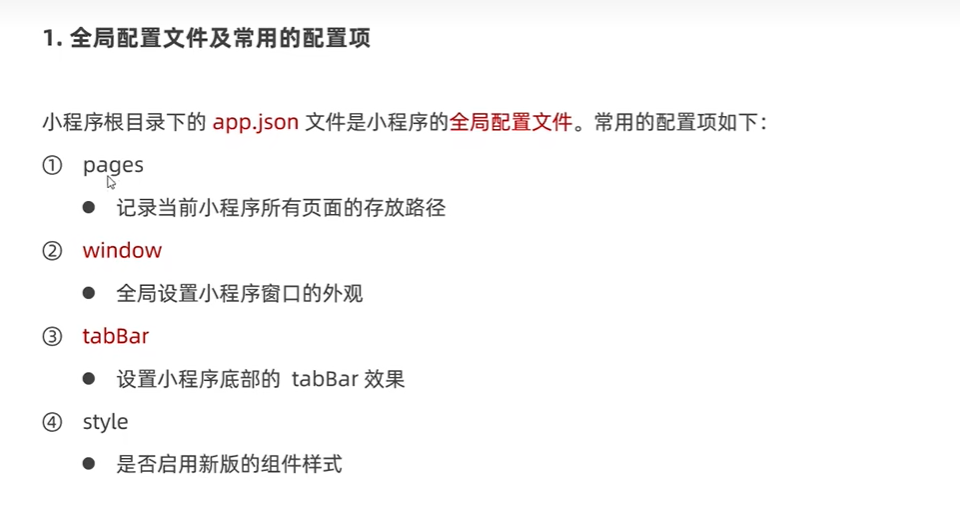 1. 全局配置文件及常用的配置项
小程序根目录下的 app.json 文件是小程序的全局配置文件。常用的配置项如下：
① pages
● 记录当前小程序所有页面的存放路径
② window
● 全局设置小程序窗口的外观
③ tabBar
● 设置小程序底部的 tabBar 效果
④ style
● 是否启用新版的组件样式